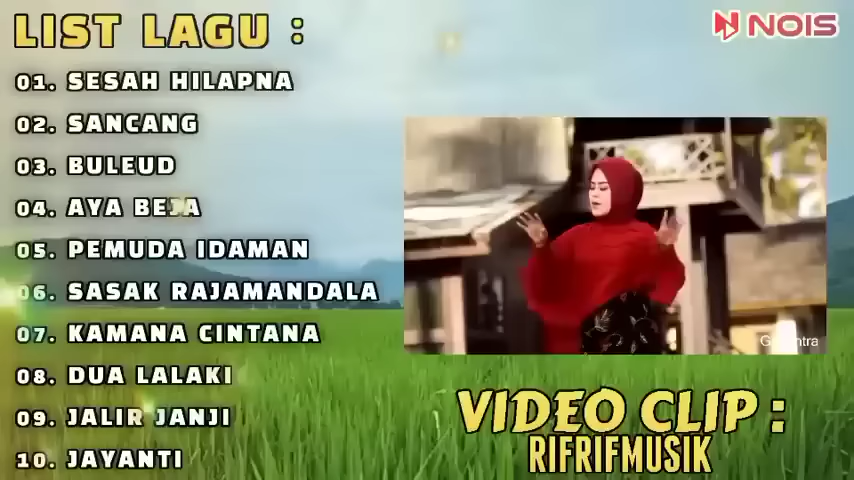 LIST LAGU :
NOIS
01. SESAH HILAPNA
02. SANCANG
03. BULEUD
04. AYA BEJA
05. PEMUDA IDAMAN
06. SASAK RAJAMANDALA
07. KAMANA CINTANA
08. DUA LALAKI
09. JALIR JANJI
10. JAYANTI
VIDEO CLIP :
RIFRIFMUSIK